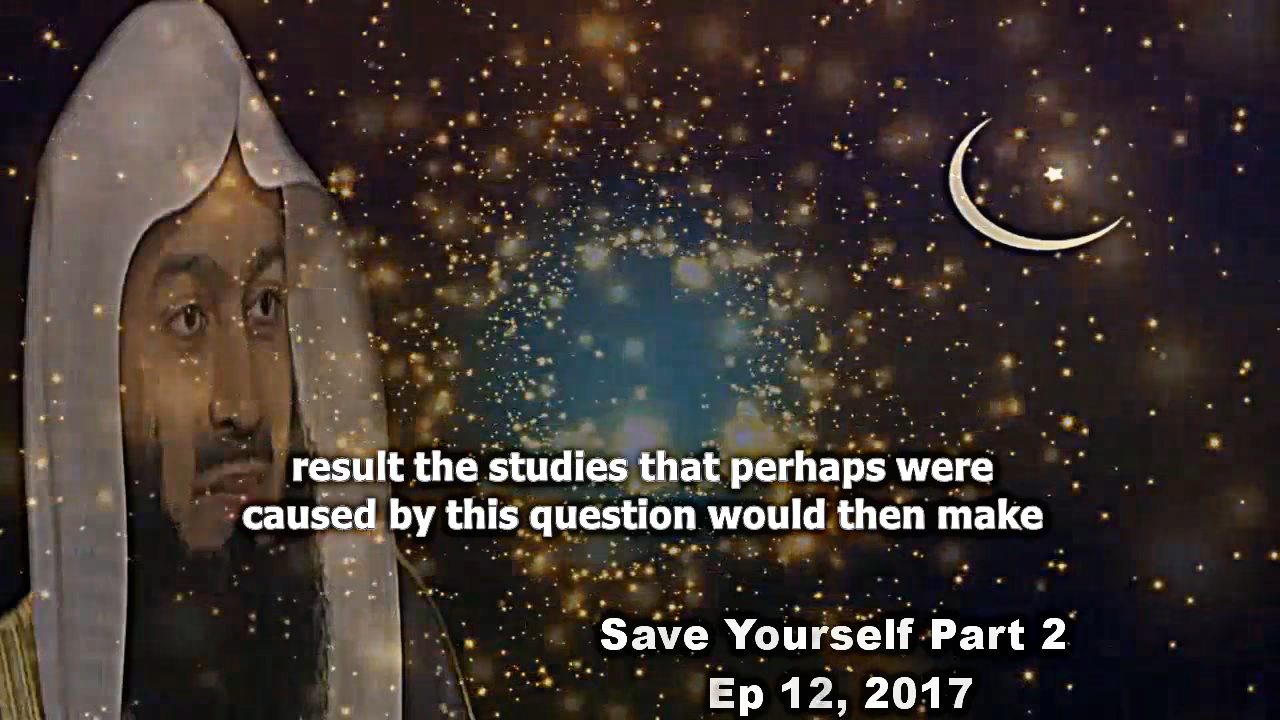 result the studies that perhaps were
caused by this question would then make
Save Yourself Part 2
Ep 12, 2017